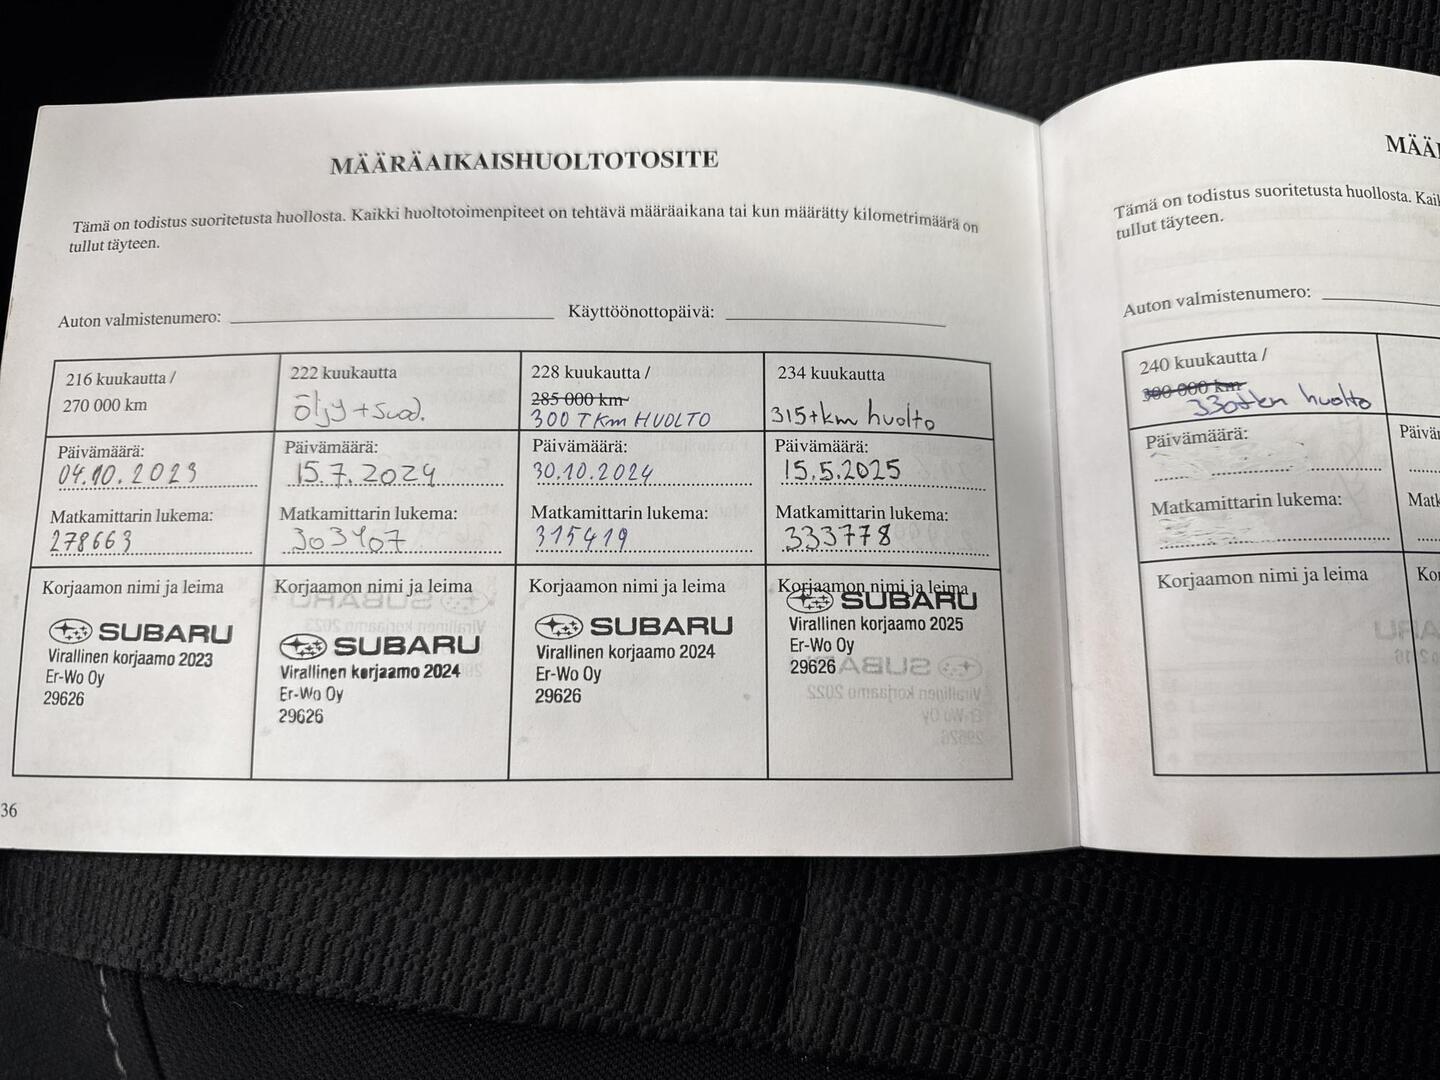 MÄÄRÄAIKAISHUOLTOTOSITE
Tämä on todistus suoritetusta huollosta. Kaikki huoltotoimenpiteet on tehtävä määräaikana tai kun määrätty kilometrimäärä on
tullut täyteen.
Auton valmistenumero:
Käyttöönottopäivä:
216 kuukautta /
270 000 km
Päivämäärä:
04.10.2023
Matkamittarin lukema:
278663
Korjaamon nimi ja leima
SUBARU
Virallinen korjaamo 2023
Er-Wo Oy
29626
222 kuukautta
öljy + suod.
Päivämäärä:
15.7.2024
Matkamittarin lukema:
303407
Korjaamon nimi ja leima
SUBARU
Virallinen korjaamo 2024
Er-Wo Oy
29626
228 kuukautta /
285 000 km
300 TKm HUOLTO
Päivämäärä:
30.10.2024
Matkamittarin lukema:
315419
Korjaamon nimi ja leima
SUBARU
Virallinen korjaamo 2024
Er-Wo Oy
29626
234 kuukautta
315tkm huolto
Päivämäärä:
15.5.2025
Matkamittarin lukema:
333778
Korjaamon nimi ja leima
SUBARU
Virallinen korjaamo 2025
Er-Wo Oy
29626
36
MÄÄ
Tämä on todistus suoritetusta huollosta. Kai
tullut täyteen.
Auton valmistenumero:
240 kuukautta /
300 000 km
330tkm huolto
Päivämäärä:
Matkamittarin lukema:
Korjaamon nimi ja leima
Päivä
Matk
Ko